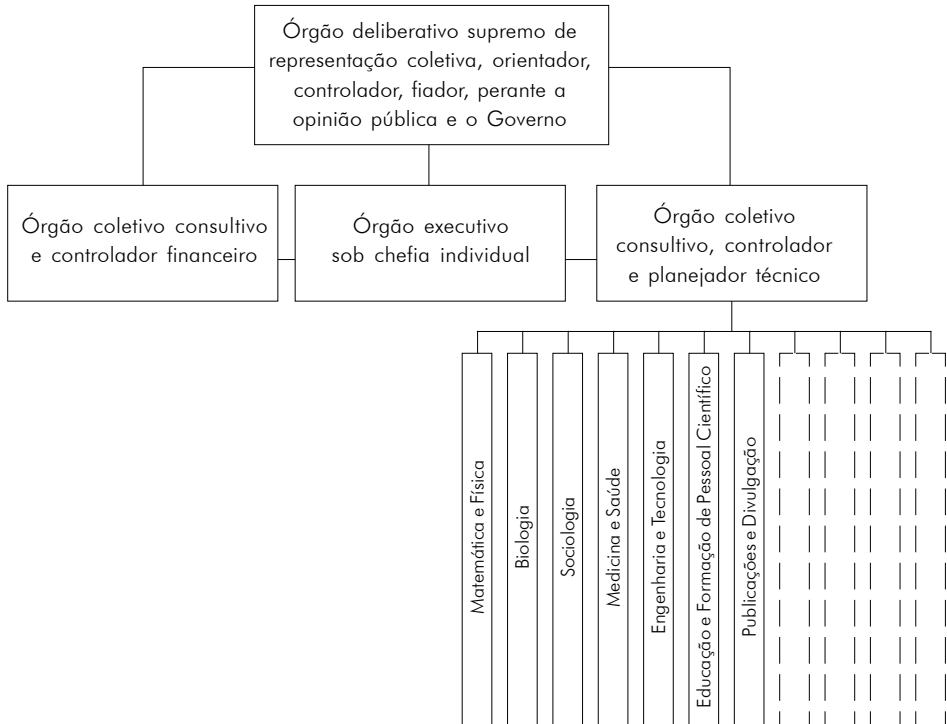 Órgão deliberativo supremo de
representação coletiva, orientador,
controlador, fiador, perante a
opinião pública e o Governo
Órgão coletivo consultivo
e controlador financeiro
Órgão executivo
sob chefia individual
Órgão coletivo
consultivo, controlador
e planejador técnico
Matemática e Física
Biologia
Sociologia
Medicina e Saúde
Engenharia e Tecnologia
Educação e Formação de Pessoal Científico
Publicações e Divulgação